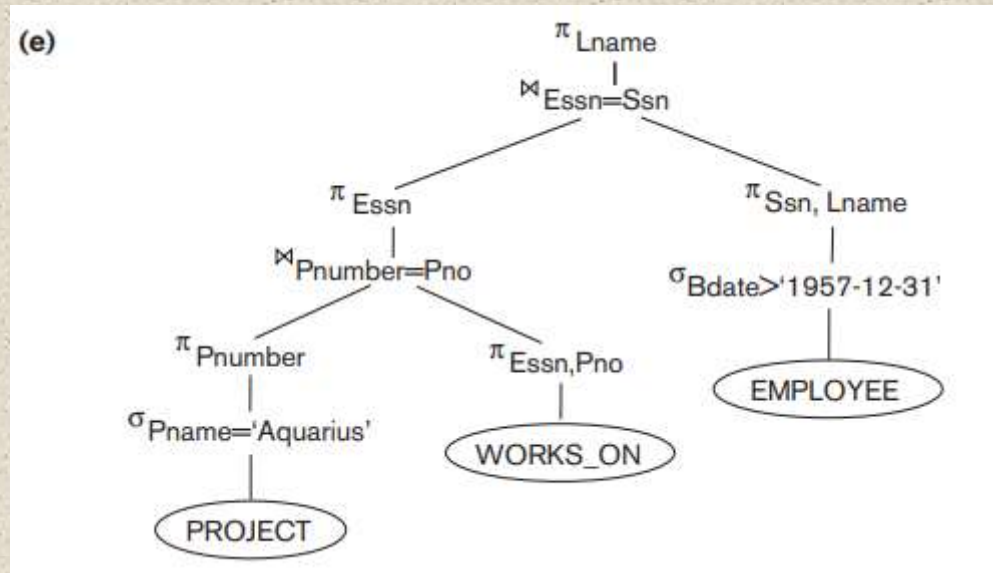 (e)
π Lname
⋈ Essn=Ssn
π Essn
π Ssn, Lname
⋈ Pnumber=Pno
σ Bdate>‘1957-12-31’
π Pnumber
π Essn,Pno
EMPLOYEE
σ Pname=‘Aquarius’
WORKS_ON
PROJECT